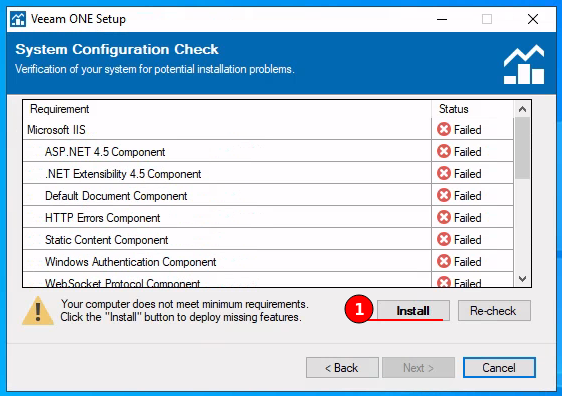 Veeam ONE Setup
System Configuration Check
Verification of your system for potential installation problems.
Requirement Status
Microsoft IIS Failed
ASP.NET 4.5 Component Failed
.NET Extensibility 4.5 Component Failed
Default Document Component Failed
HTTP Errors Component Failed
Static Content Component Failed
Windows Authentication Component Failed
WebSocket Protocol Component Failed
Your computer does not meet minimum requirements.
Click the "Install" button to deploy missing features.
1 Install Re-check
< Back Next > Cancel